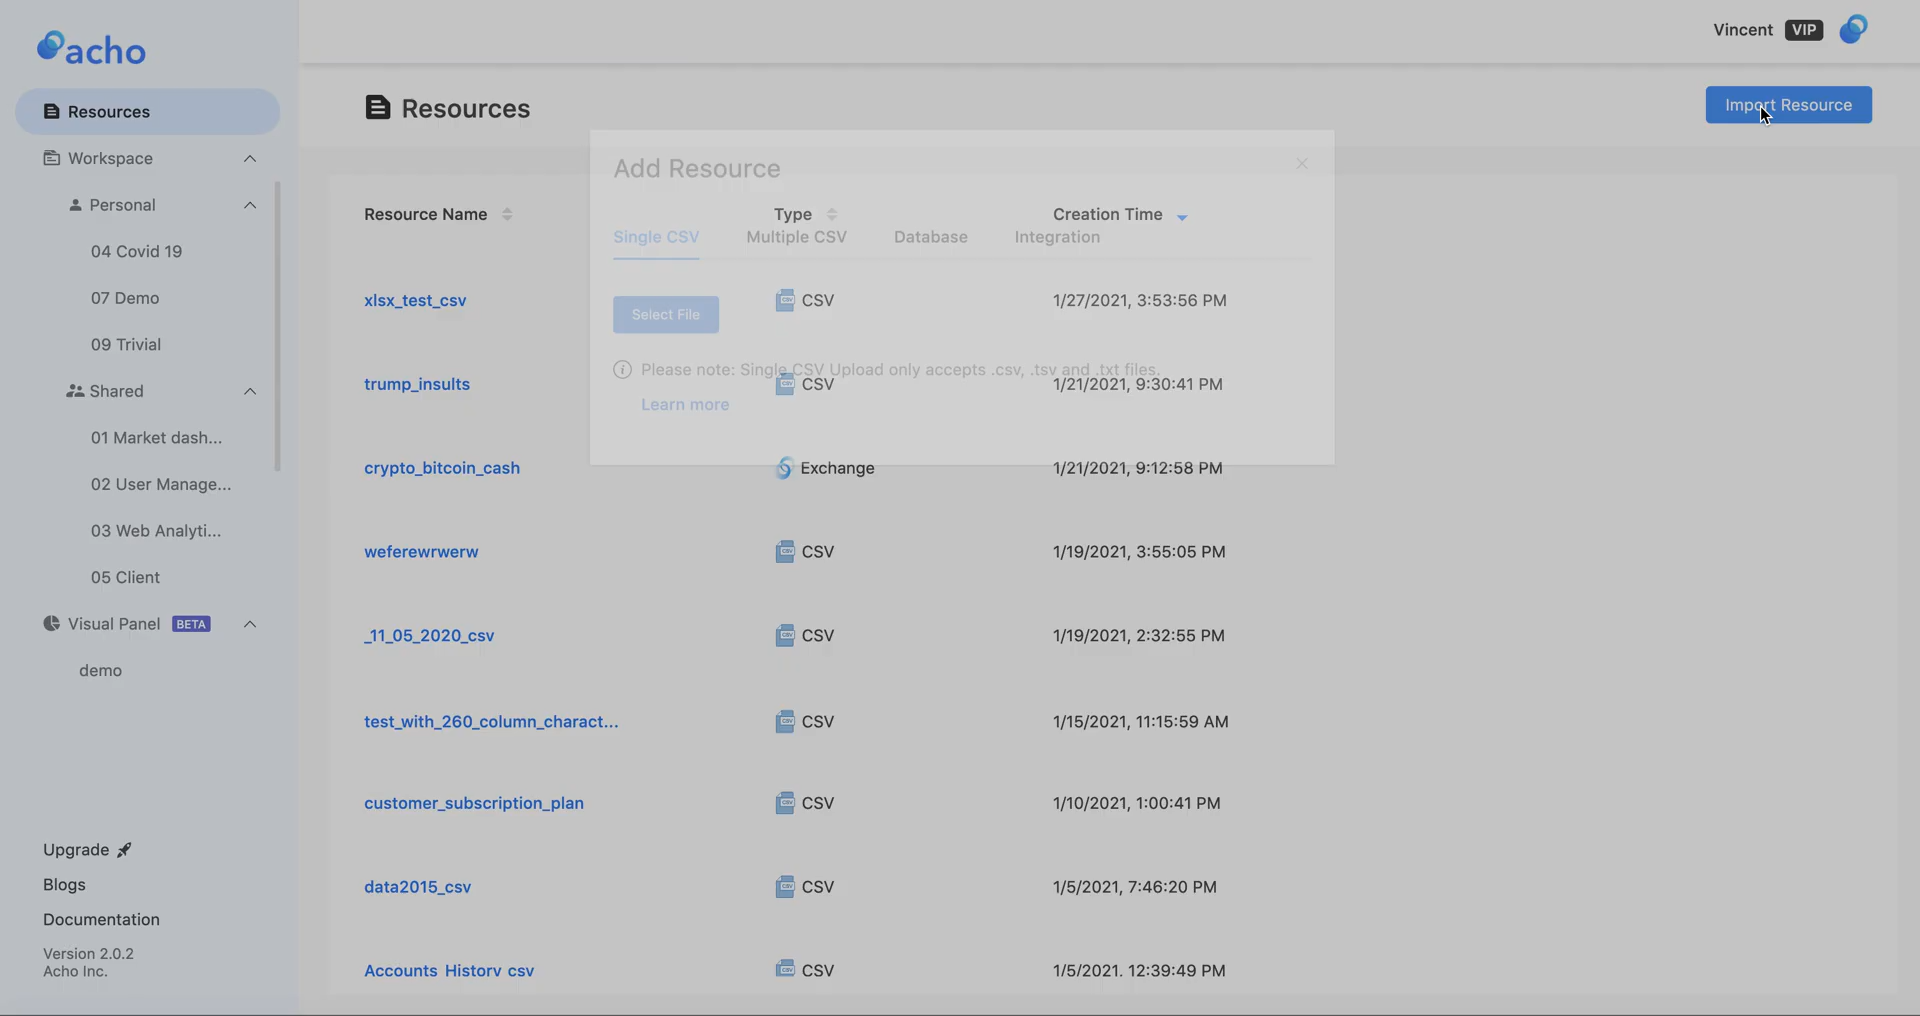 acho
Vincent VIP
Resources
Workspace
Personal
04 Covid 19
07 Demo
09 Trivial
Shared
01 Market dash...
02 User Manage...
03 Web Analyti...
05 Client
Visual Panel BETA
demo
Upgrade
Blogs
Documentation
Version 2.0.2
Acho Inc.
Resources
Import Resource
Add Resource
Resource Name Type Creation Time
Single CSV Multiple CSV Database Integration
xlsx_test_csv CSV 1/27/2021, 3:53:56 PM
Select File
Please note: Single CSV Upload only accepts .csv, .tsv and .txt files.
trump_insults CSV 1/21/2021, 9:30:41 PM
Learn more
crypto_bitcoin_cash Exchange 1/21/2021, 9:12:58 PM
weferewrwerw CSV 1/19/2021, 3:55:05 PM
_11_05_2020_csv CSV 1/19/2021, 2:32:55 PM
test_with_260_column_charact... CSV 1/15/2021, 11:15:59 AM
customer_subscription_plan CSV 1/10/2021, 1:00:41 PM
data2015_csv CSV 1/5/2021, 7:46:20 PM
Accounts_History_csv CSV 1/5/2021, 12:39:49 PM